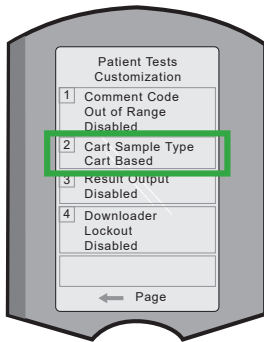 Patient Tests
Customization
1 Comment Code
Out of Range
Disabled
2 Cart Sample Type
Cart Based
3 Result Output
Disabled
4 Downloader
Lockout
Disabled
Page